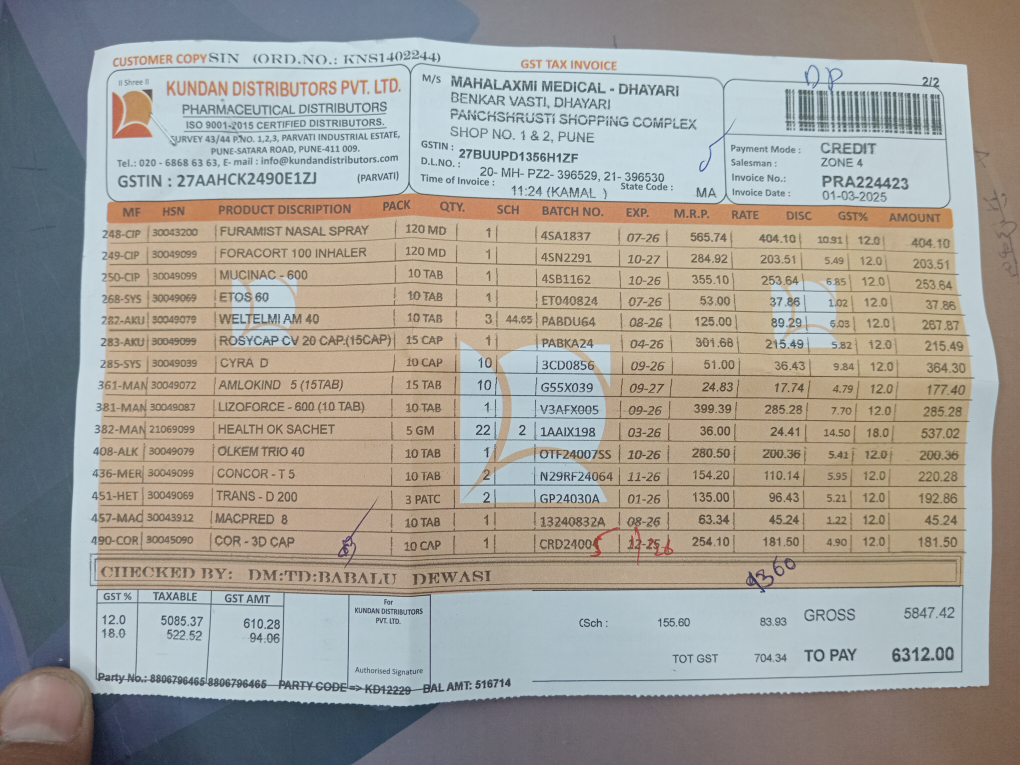 CUSTOMER COPY SIN (ORD.NO.: KNS1402244)
GST TAX INVOICE
DP
2/2
II Shree II
KUNDAN DISTRIBUTORS PVT. LTD.
PHARMACEUTICAL DISTRIBUTORS
ISO 9001-2015 CERTIFIED DISTRIBUTORS.
SURVEY 43/44 P.NO. 1,2,3, PARVATI INDUSTRIAL ESTATE,
PUNE-SATARA ROAD, PUNE-411 009.
Tel.: 020 - 6868 63 63, E- mail : info@kundandistributors.com
GSTIN : 27AAHCK2490E1ZJ (PARVATI)
M/S MAHALAXMI MEDICAL - DHAYARI
BENKAR VASTI, DHAYARI
PANCHSHRUSTI SHOPPING COMPLEX
SHOP NO. 1 & 2, PUNE
GSTIN : 27BUUPD1356H1ZF
D.L.NO. : 20- MH- PZ2- 396529, 21- 396530
Time of Invoice : 11:24 (KAMAL ) State Code : MA
Payment Mode : CREDIT
Salesman : ZONE 4
Invoice No.: PRA224423
Invoice Date : 01-03-2025
MF HSN PRODUCT DISCRIPTION PACK QTY. SCH BATCH NO. EXP. M.R.P. RATE DISC GST% AMOUNT
248-CIP 30043200 FURAMIST NASAL SPRAY 120 MD 1 4SA1837 07-26 565.74 404.10 10.91 12.0 404.10
249-CIP 30049099 FORACORT 100 INHALER 120 MD 1 4SN2291 10-27 284.92 203.51 5.49 12.0 203.51
250-CIP 30049099 MUCINAC - 600 10 TAB 1 4SB1162 10-26 355.10 253.64 6.85 12.0 253.64
268-SYS 30049069 ETOS 60 10 TAB 1 ET040824 07-26 53.00 37.86 1.02 12.0 37.86
282-AKU 30049079 WELTELMI AM 40 10 TAB 3 44.65 PABDU64 08-26 125.00 89.29 6.03 12.0 267.87
283-AKU 30049099 ROSYCAP CV 20 CAP.(15CAP) 15 CAP 1 PABKA24 04-26 301.68 215.49 5.82 12.0 215.49
285-SYS 30049039 CYRA D 10 CAP 10 3CD0856 09-26 51.00 36.43 9.84 12.0 364.30
361-MAN 30049072 AMLOKIND 5 (15TAB) 15 TAB 10 G55X039 09-27 24.83 17.74 4.79 12.0 177.40
381-MAN 30049087 LIZOFORCE - 600 (10 TAB) 10 TAB 1 V3AFX005 09-26 399.39 285.28 7.70 12.0 285.28
382-MAN 21069099 HEALTH OK SACHET 5 GM 22 2 1AAIX198 03-26 36.00 24.41 14.50 18.0 537.02
408-ALK 30049079 OLKEM TRIO 40 10 TAB 1 OTF24007SS 10-26 280.50 200.36 5.41 12.0 200.36
436-MER 30049099 CONCOR - T 5 10 TAB 2 N29RF24064 11-26 154.20 110.14 5.95 12.0 220.28
451-HET 30049069 TRANS - D 200 3 PATC 2 GP24030A 01-26 135.00 96.43 5.21 12.0 192.86
457-MAC 30043912 MACPRED 8 10 TAB 1 13240832A 08-26 63.34 45.24 1.22 12.0 45.24
490-COR 30045090 COR - 3D CAP 10 CAP 1 CRD24005 254.10 181.50 4.90 12.0 181.50
CHECKED BY: DM:TD:BABALU DEWASI
GST % TAXABLE GST AMT
12.0 5085.37 610.28
18.0 522.52 94.06
For
KUNDAN DISTRIBUTORS
PVT. LTD.
Authorised Signature
(Sch : 155.60 83.93 GROSS 5847.42
TOT GST 704.34 TO PAY 6312.00
Party No.: 8806796465 8806796465 PARTY CODE => KD12229 BAL AMT: 516714